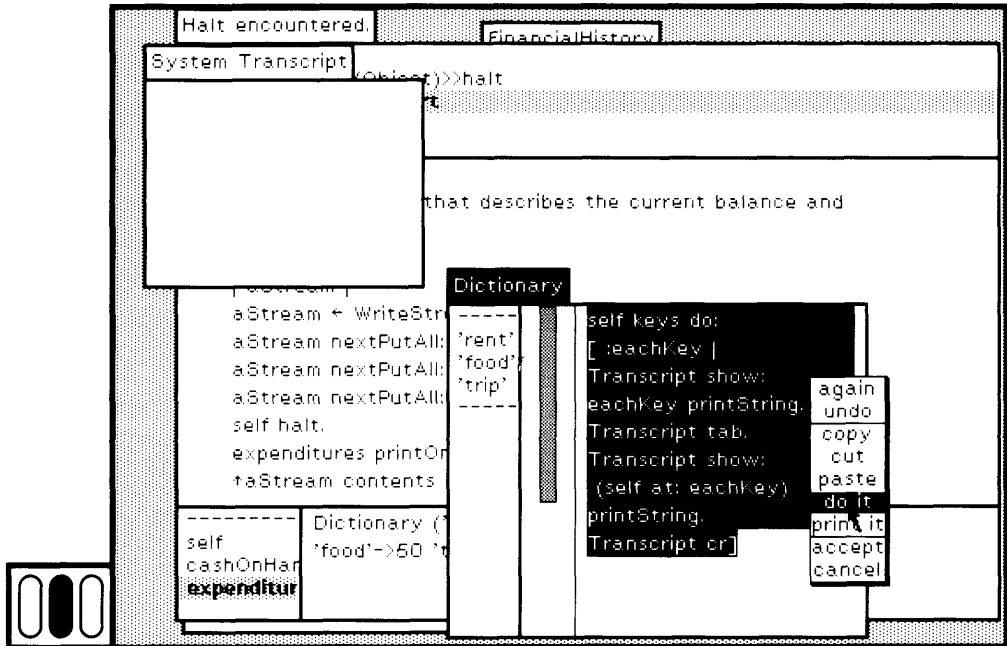 Halt encountered.
FinancialHistory
System Transcript
(Object)>>halt
rt
that describes the current balance and
| aStream |
aStream ← WriteStr
aStream nextPutAll:
aStream nextPutAll:
aStream nextPutAll:
self halt.
expenditures printOn
↑aStream contents
Dictionary
----------
'rent'
'food'
'trip'
----------
self keys do:
[ :eachKey |
Transcript show:
eachKey printString.
Transcript tab.
Transcript show:
(self at: eachKey)
printString.
Transcript cr]
again
undo
copy
cut
paste
do it
print it
accept
cancel
----------
self
cashOnHan
expenditur
Dictionary ('
'food'->50 't